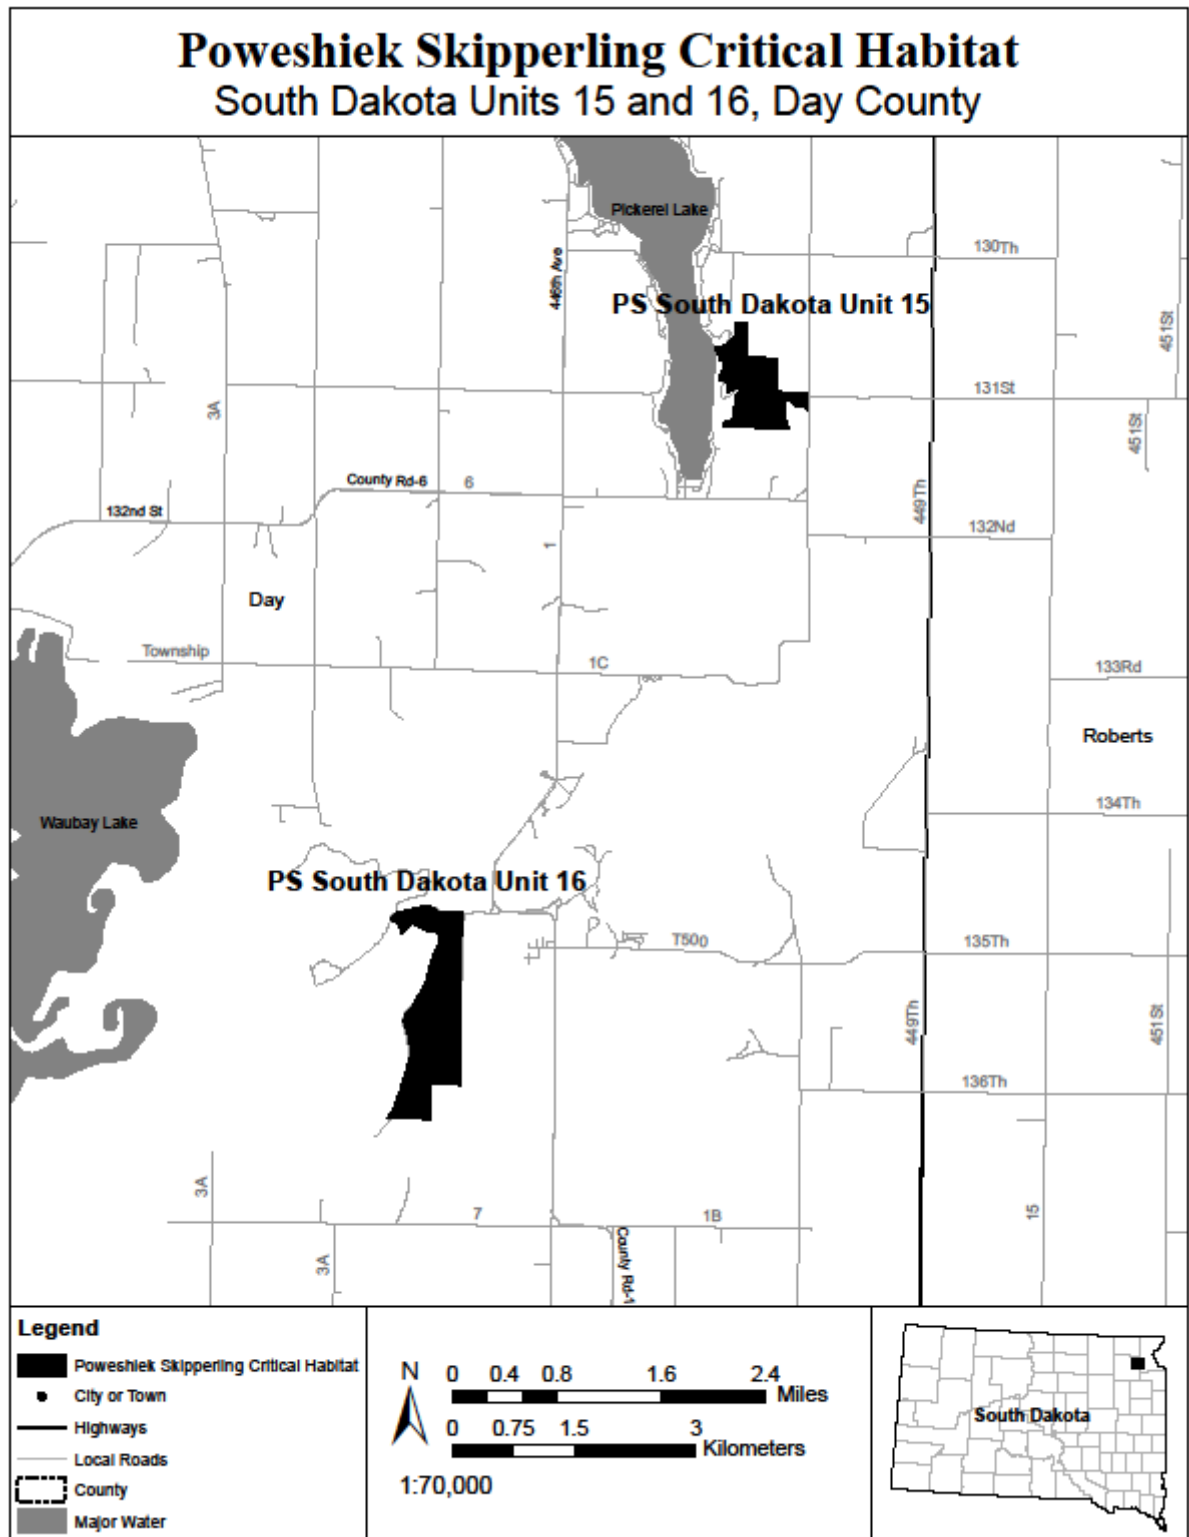 Poweshiek Skipperling Critical Habitat
South Dakota Units 15 and 16, Day County
Pickerel Lake
130Th
446th Ave
PS South Dakota Unit 15
451St
131St
3A
451St
County Rd-6
6
449Th
132nd St
132Nd
1
Day
Township
1C
133Rd
Roberts
134Th
Waubay Lake
PS South Dakota Unit 16
T500
135Th
449Th
451St
136Th
3A
15
7
1B
3A
County Rd-1
Legend
Poweshiek Skipperling Critical Habitat
City or Town
Highways
Local Roads
County
Major Water
N
0 0.4 0.8 1.6 2.4
Miles
0 0.75 1.5 3
Kilometers
1:70,000
South Dakota